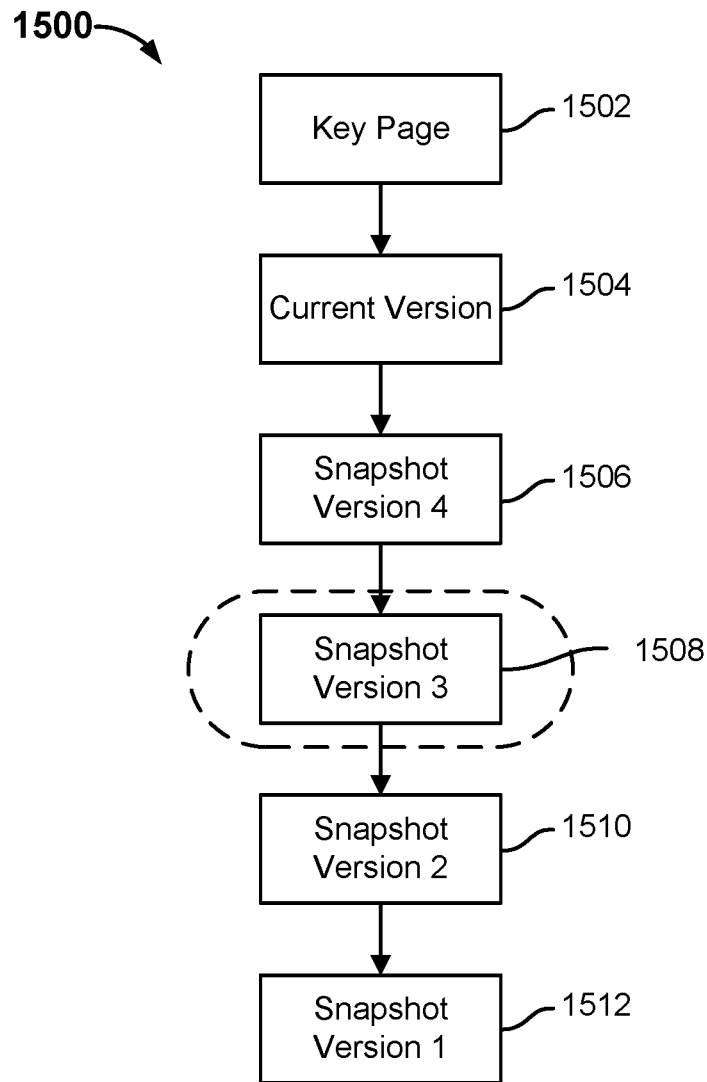 1500
Key Page
1502
Current Version
1504
Snapshot
Version 4
1506
Snapshot
Version 3
1508
Snapshot
Version 2
1510
Snapshot
Version 1
1512